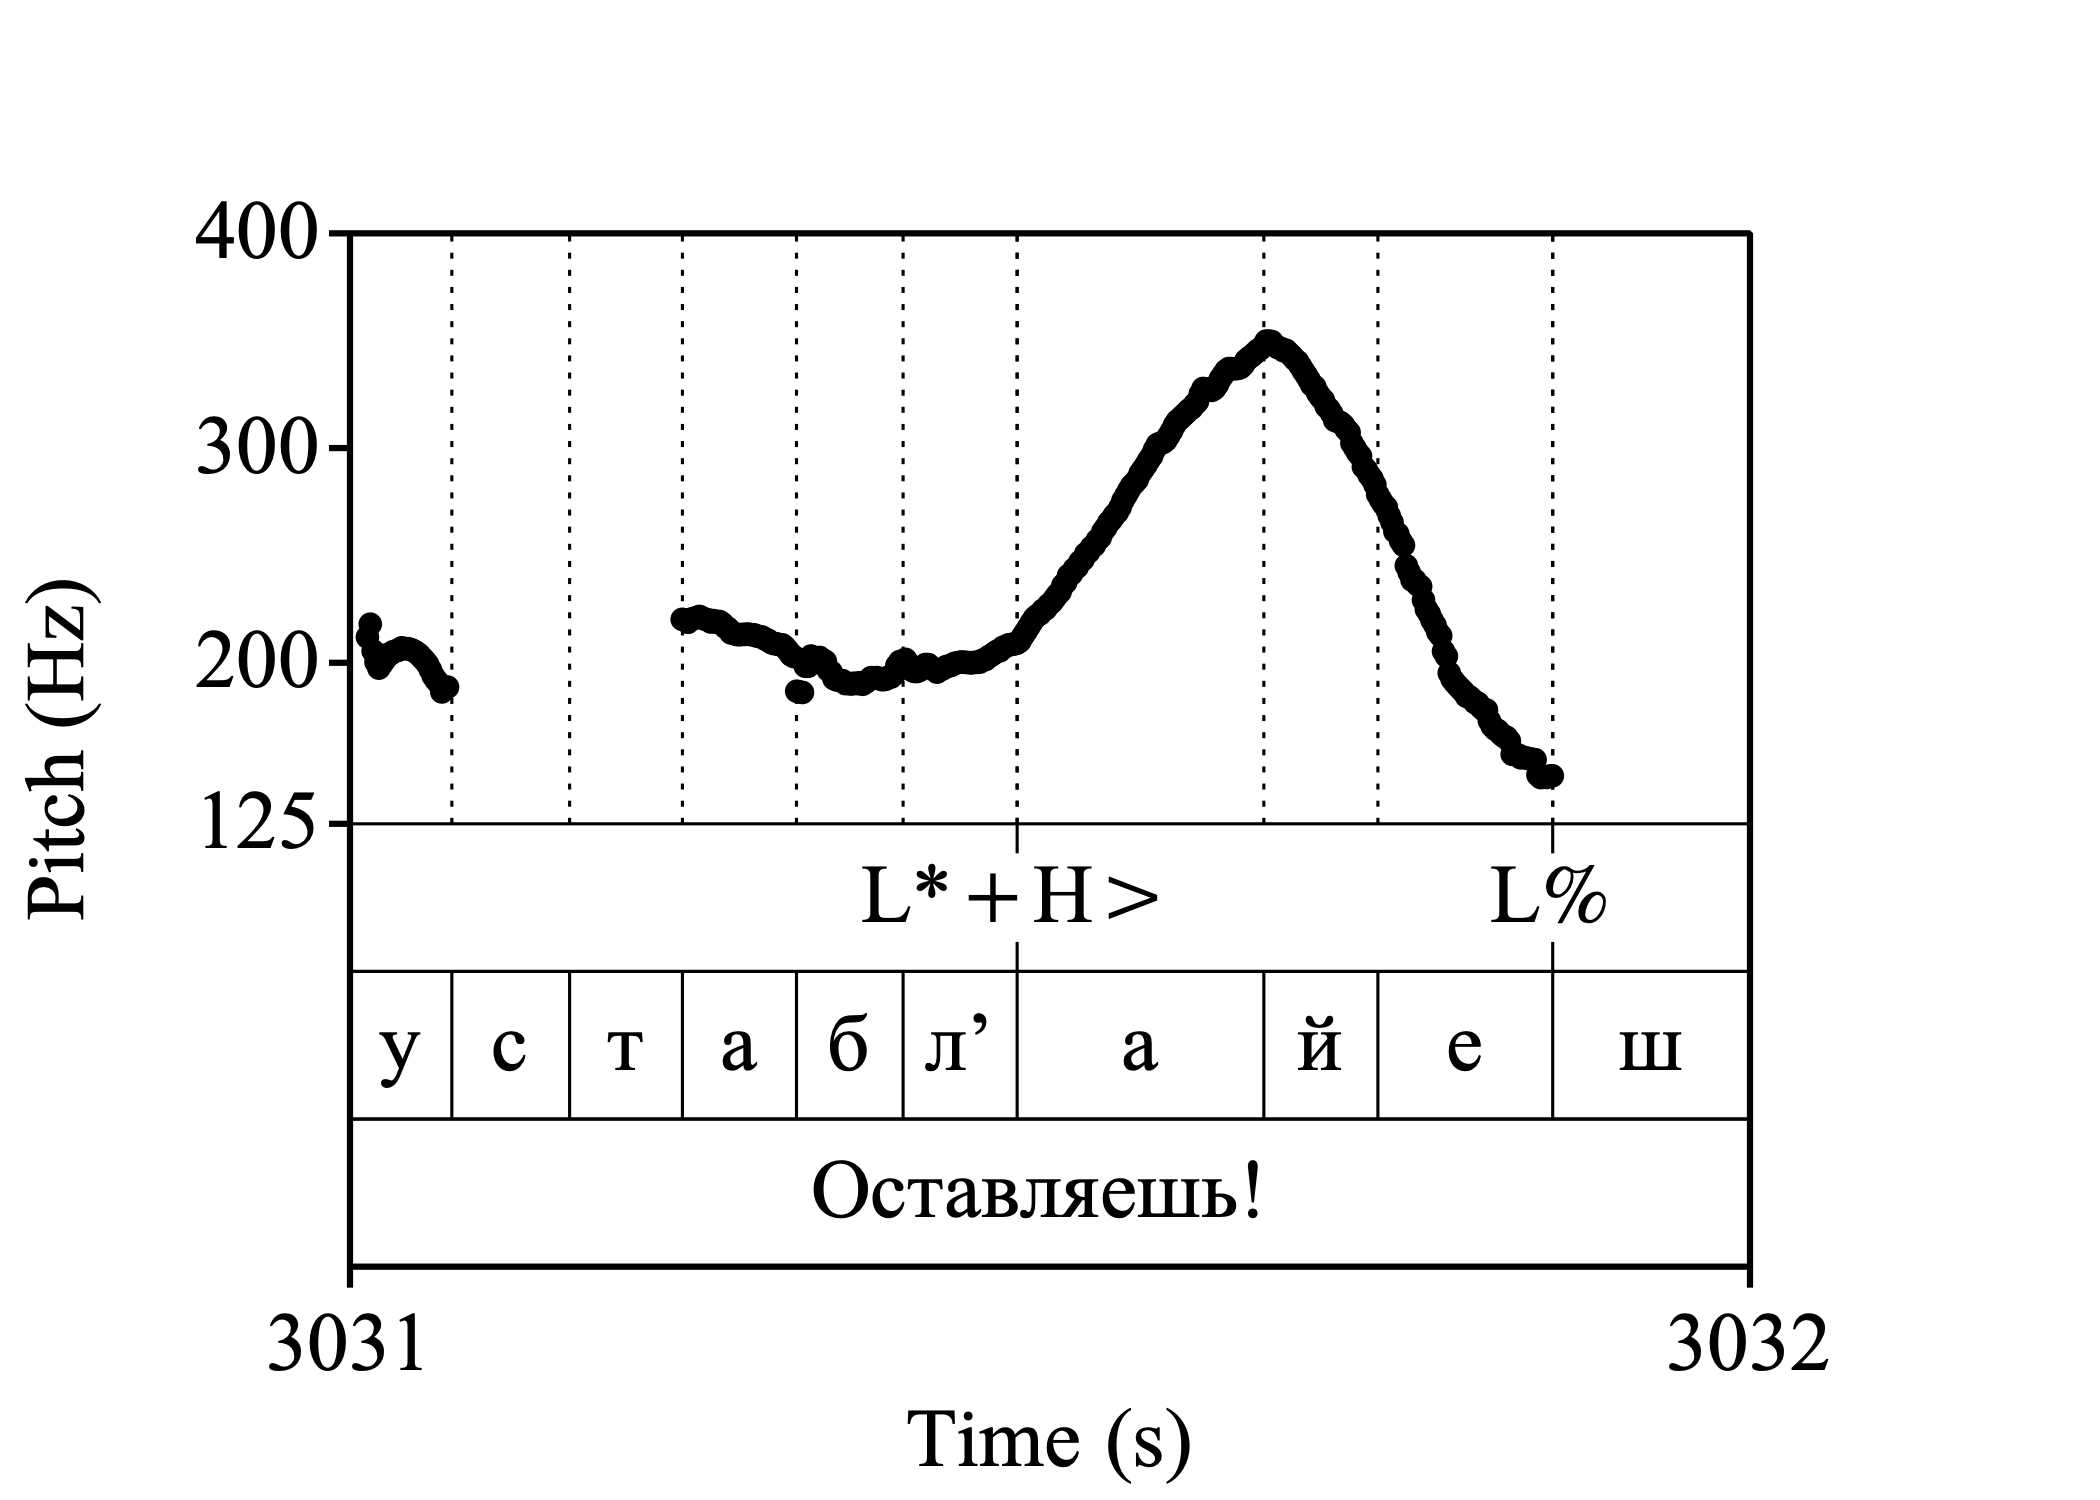 400
300
200
125
Pitch (Hz)
L*+H> L%
у с т а б л’ а й е ш
Оставляешь!
3031 3032
Time (s)